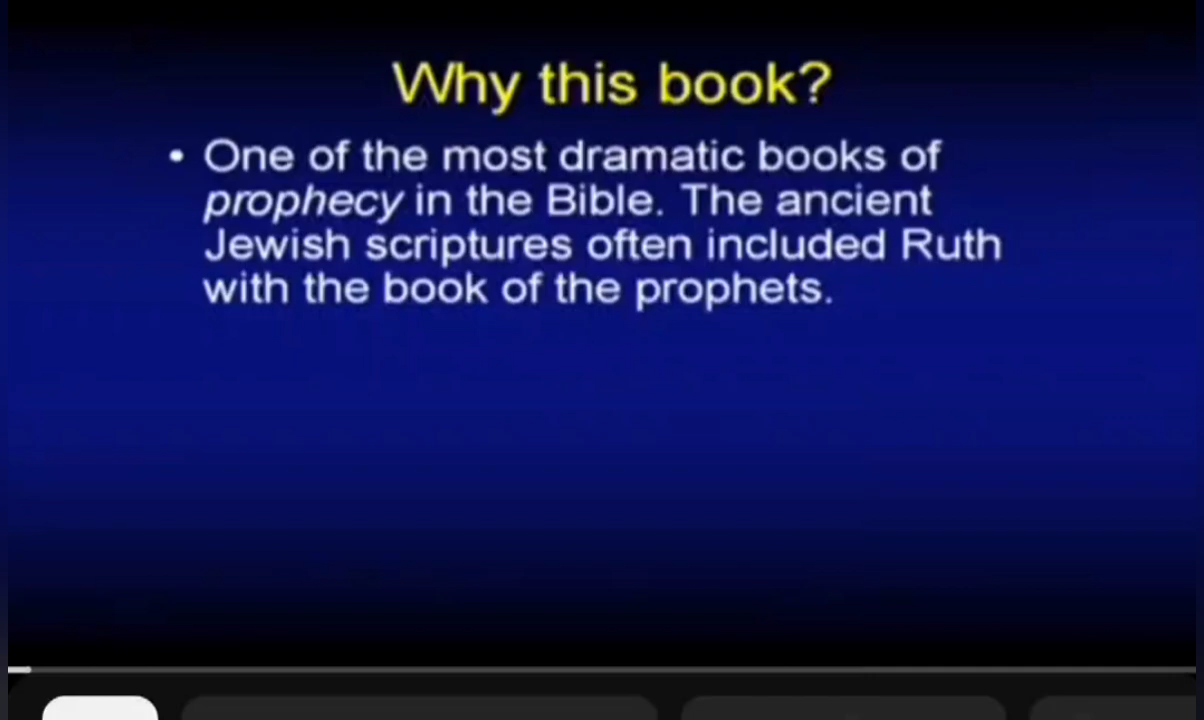 Why this book?
• One of the most dramatic books of
prophecy in the Bible. The ancient
Jewish scriptures often included Ruth
with the book of the prophets.